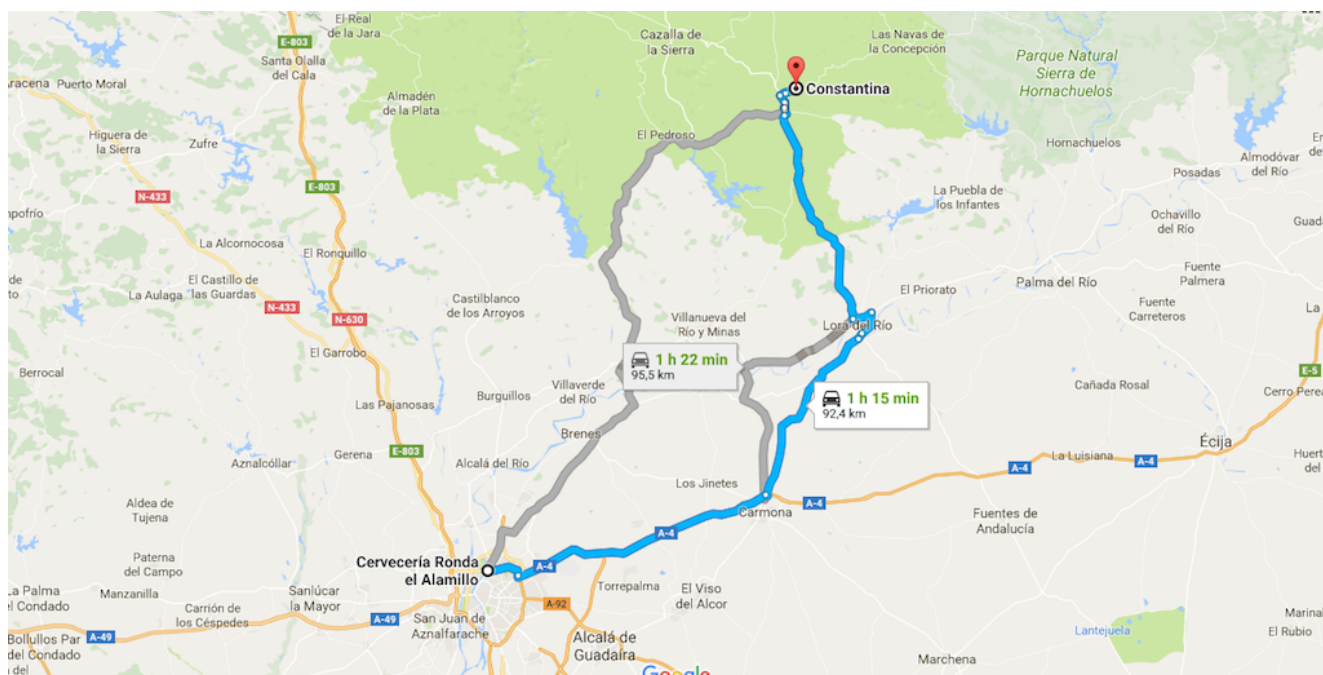 El Real
de la Jara
E-803
Cazalla de
la Sierra
Las Navas de
la Concepción
Santa Olalla
del Cala
Parque Natural
Sierra de
Hornachuelos
Aracena
Puerto Moral
Constantina
Almadén
de la Plata
Higuera de
la Sierra
Zufre
El Pedroso
Hornachuelos
Almodóvar
del Río
Posadas
E-803
N-433
La Puebla de
los Infantes
Ochavillo
del Río
La Alcornocosa
El Ronquillo
Fuente
Palmera
El Castillo de
las Guardas
La Aulaga
Palma del Río
El Priorato
Castilblanco
de los Arroyos
N-433
N-630
Fuente
Carreteros
Villanueva del
Río y Minas
Lora del Río
El Garrobo
1 h 22 min
95,5 km
Berrocal
E-5
Villaverde
del Río
Burguillos
Cañada Rosal
1 h 15 min
92,4 km
Las Pajanosas
Brenes
Écija
E-803
Gerena
Aznalcóllar
Alcalá del Río
La Luisiana
A-4
A-4
Los Jinetes
Aldea de
Tujena
Carmona
A-4
Fuentes de
Andalucía
A-4
Paterna
del Campo
Cervecería Ronda
el Alamillo
A-4
Torrepalma
El Viso
del Alcor
La Palma
el Condado
Manzanilla
Sanlúcar
la Mayor
A-92
Carrión de
los Céspedes
A-49
San Juan de
Aznalfarache
Lantejuela
El Rubio
Bollullos Par
del Condado
A-49
Alcalá de
Guadaíra
Marchena
Google